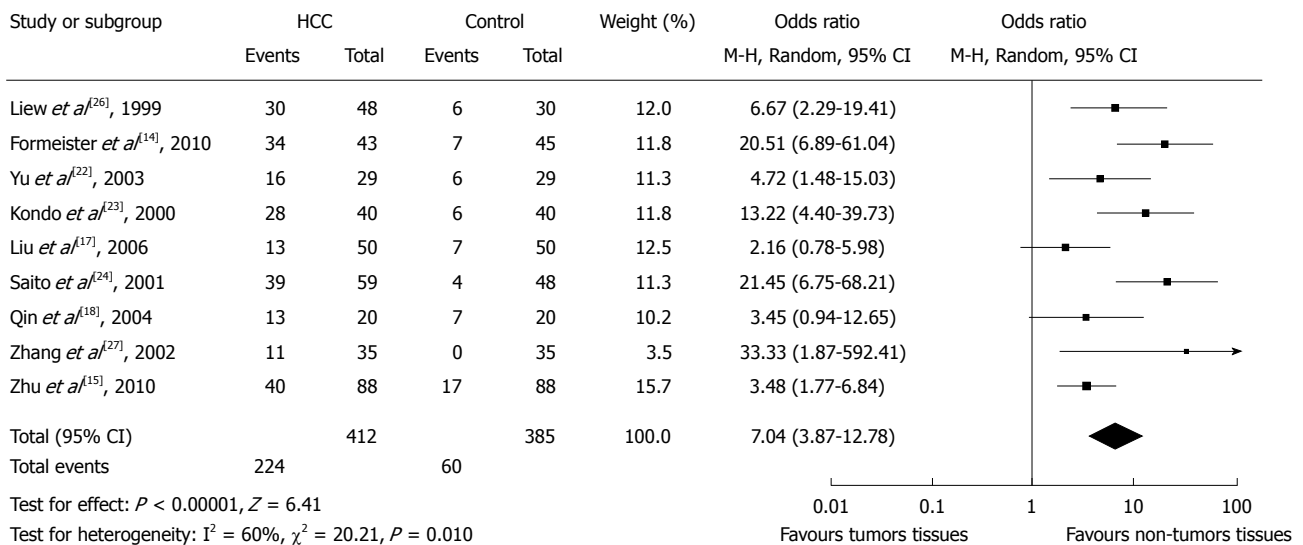 Study or subgroup HCC Control Weight (%) Odds ratio Odds ratio
Events Total Events Total M-H, Random, 95% CI M-H, Random, 95% CI
Liew et al[26], 1999 30 48 6 30 12.0 6.67 (2.29-19.41)
Formeister et al[14], 2010 34 43 7 45 11.8 20.51 (6.89-61.04)
Yu et al[22], 2003 16 29 6 29 11.3 4.72 (1.48-15.03)
Kondo et al[23], 2000 28 40 6 40 11.8 13.22 (4.40-39.73)
Liu et al[17], 2006 13 50 7 50 12.5 2.16 (0.78-5.98)
Saito et al[24], 2001 39 59 4 48 11.3 21.45 (6.75-68.21)
Qin et al[18], 2004 13 20 7 20 10.2 3.45 (0.94-12.65)
Zhang et al[27], 2002 11 35 0 35 3.5 33.33 (1.87-592.41)
Zhu et al[15], 2010 40 88 17 88 15.7 3.48 (1.77-6.84)
Total (95% CI) 412 385 100.0 7.04 (3.87-12.78)
Total events 224 60
Test for effect: P < 0.00001, Z = 6.41
0.01 0.1 1 10 100
Test for heterogeneity: I² = 60%, χ² = 20.21, P = 0.010 Favours tumors tissues Favours non-tumors tissues